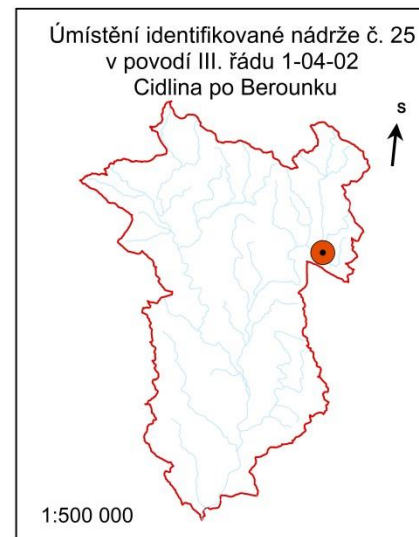 Úmístění identifikované nádrže č. 25
v povodí III. řádu 1-04-02
Cidlina po Berounku
S
1:500 000